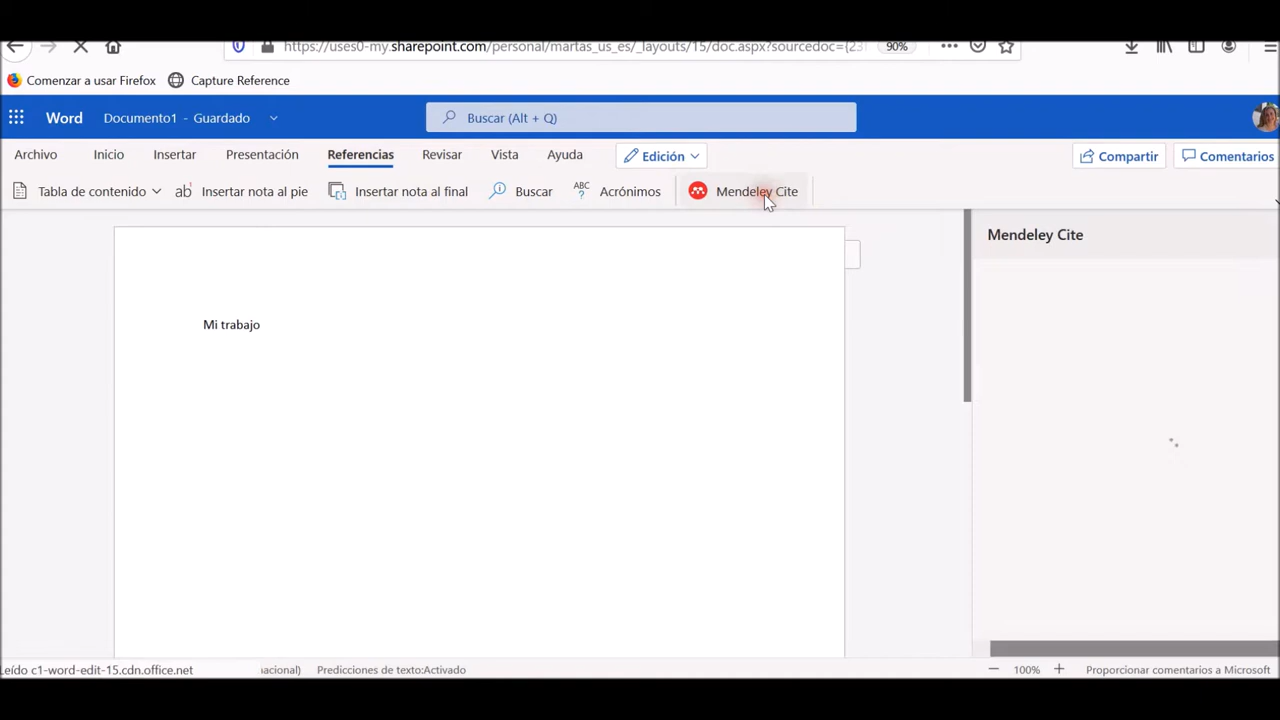 https://uses0-my.sharepoint.com/personal/martas_us_es/_layouts/15/doc.aspx?sourcedoc={23 90%
Comenzar a usar Firefox Capture Reference
Word Documento1 - Guardado Buscar (Alt + Q)
Archivo Inicio Insertar Presentación Referencias Revisar Vista Ayuda Edición Compartir Comentarios
Tabla de contenido ab Insertar nota al pie Insertar nota al final Buscar ABC ? Acrónimos Mendeley Cite
Mendeley Cite
Mi trabajo
Leído c1-word-edit-15.cdn.office.net nacional) Predicciones de texto:Activado 100% Proporcionar comentarios a Microsoft